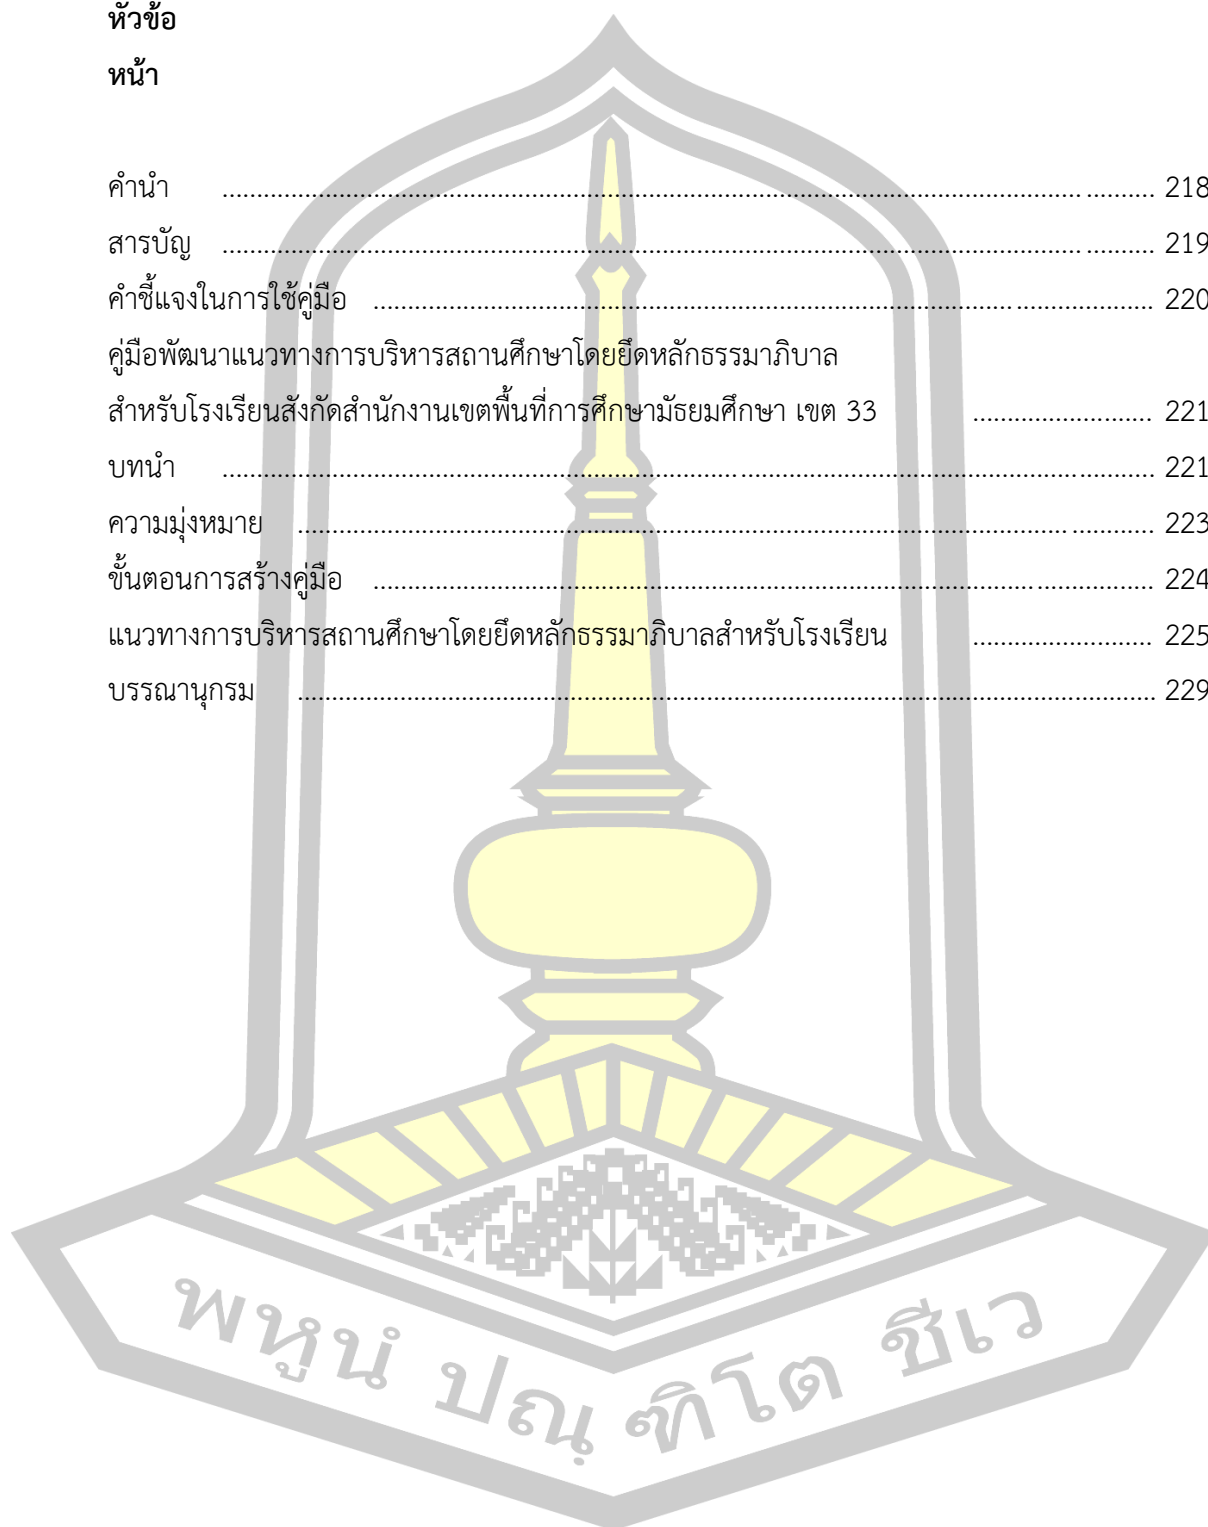 หัวข้อ
หน้า
คำนำ ........................................................................................................................................ 218
สารบัญ ........................................................................................................................................ 219
คำชี้แจงในการใช้คู่มือ ................................................................................................................. 220
คู่มือพัฒนาแนวทางการบริหารสถานศึกษาโดยยึดหลักธรรมาภิบาล
สำหรับโรงเรียนสังกัดสำนักงานเขตพื้นที่การศึกษามัธยมศึกษา เขต 33 .......................... 221
บทนำ ........................................................................................................................................ 221
ความมุ่งหมาย ............................................................................................................................. 223
ขั้นตอนการสร้างคู่มือ ................................................................................................................. 224
แนวทางการบริหารสถานศึกษาโดยยึดหลักธรรมาภิบาลสำหรับโรงเรียน .......................... 225
บรรณานุกรม ............................................................................................................................. 229
พหูนํ ปณฺฑิโต ชีเว